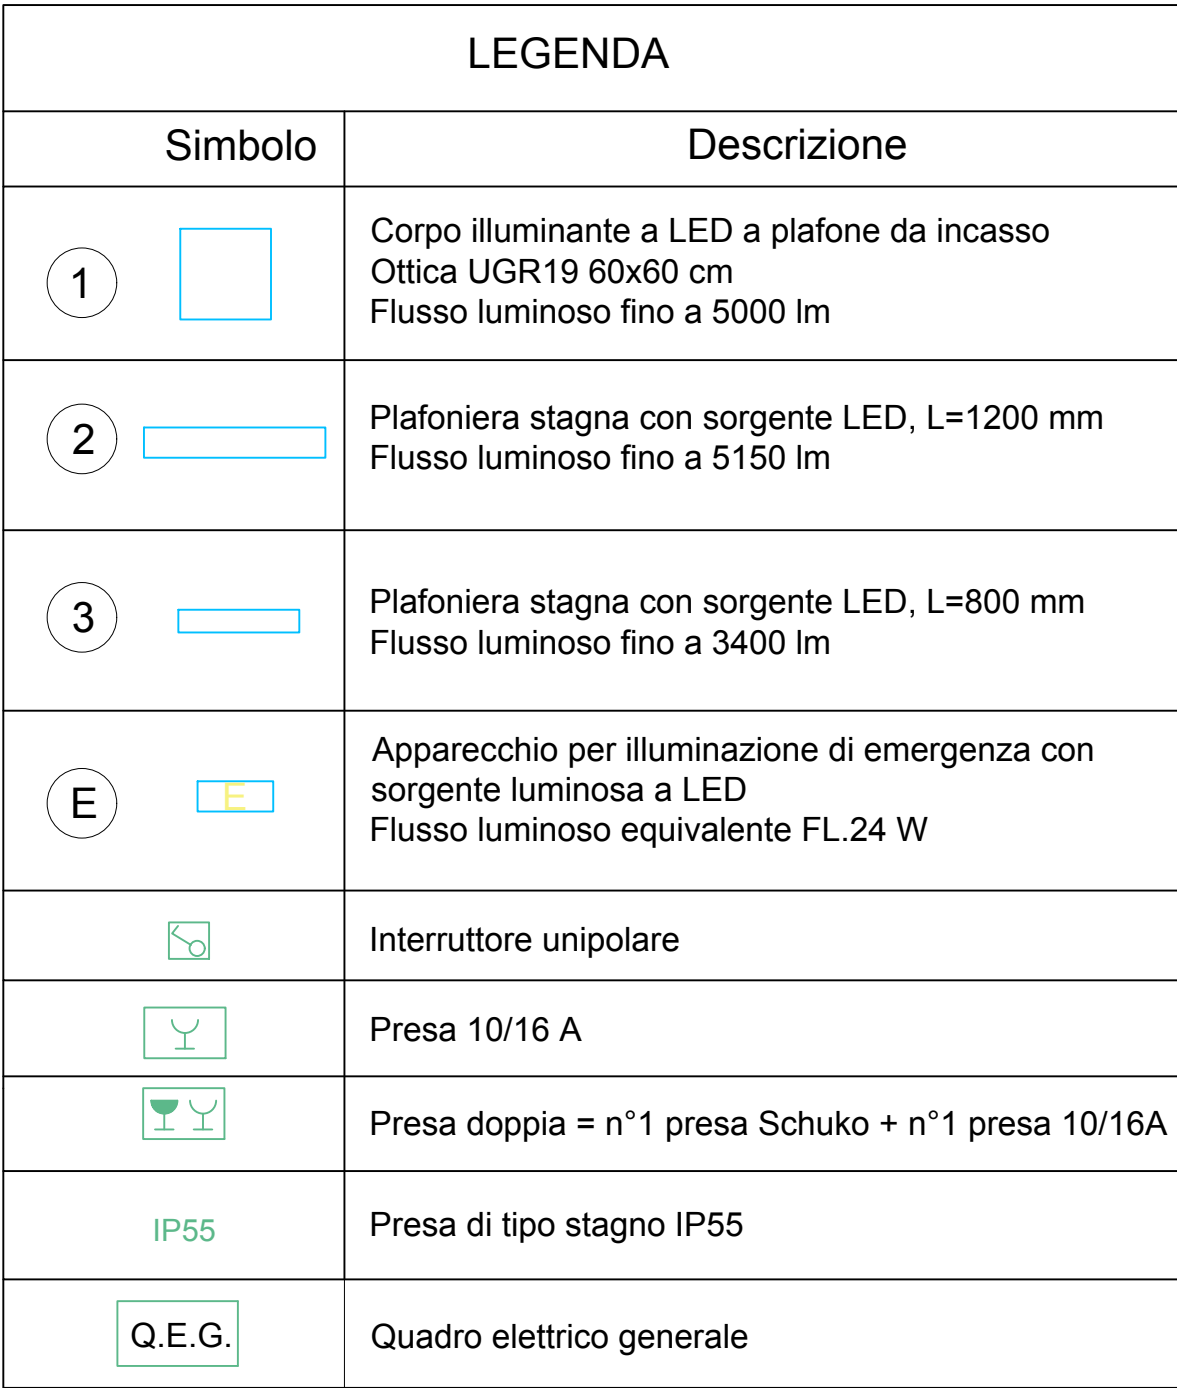 LEGENDA
Simbolo
Descrizione
1
Corpo illuminante a LED a plafone da incasso
Ottica UGR19 60x60 cm
Flusso luminoso fino a 5000 lm
2
Plafoniera stagna con sorgente LED, L=1200 mm
Flusso luminoso fino a 5150 lm
3
Plafoniera stagna con sorgente LED, L=800 mm
Flusso luminoso fino a 3400 lm
E
E
Apparecchio per illuminazione di emergenza con
sorgente luminosa a LED
Flusso luminoso equivalente FL.24 W
Interruttore unipolare
Presa 10/16 A
Presa doppia = n°1 presa Schuko + n°1 presa 10/16A
IP55
Presa di tipo stagno IP55
Q.E.G.
Quadro elettrico generale